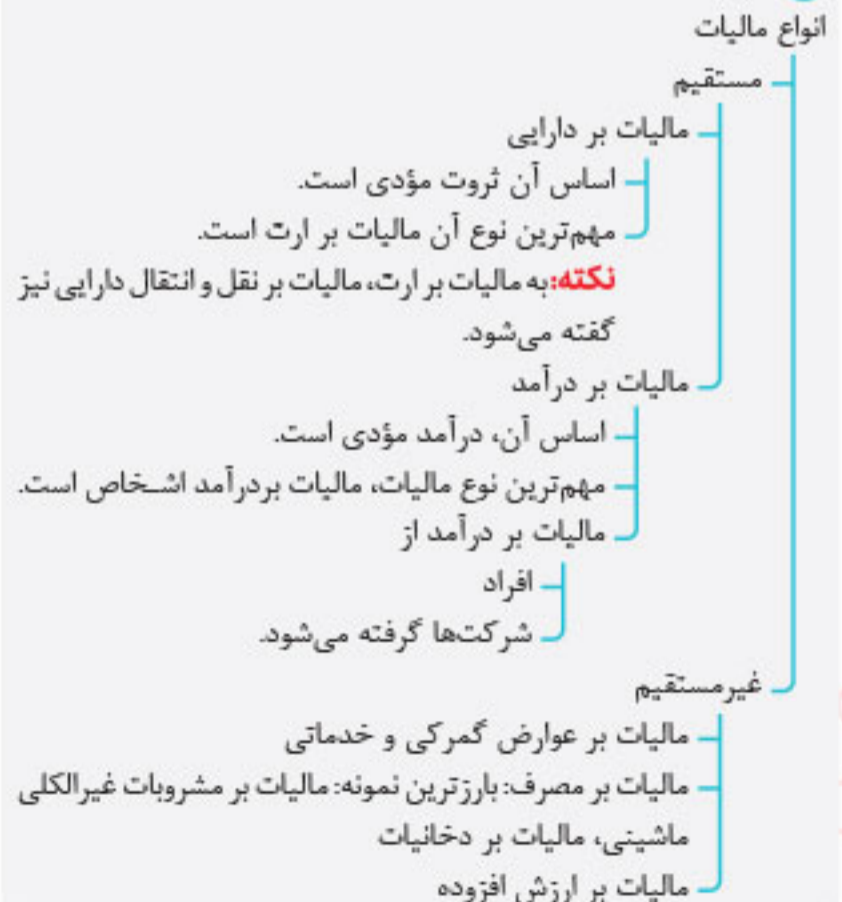 انواع مالیات
مستقیم
مالیات بر دارایی
اساس آن ثروت مؤدی است.
مهم‌ترین نوع آن مالیات بر ارث است.
نکته: به مالیات بر ارث، مالیات بر نقل و انتقال دارایی نیز
گفته می‌شود.
مالیات بر درآمد
اساس آن، درآمد مؤدی است.
مهم‌ترین نوع مالیات، مالیات بردرآمد اشخاص است.
مالیات بر درآمد از
افراد
شرکت‌ها گرفته می‌شود.
غیرمستقیم
مالیات بر عوارض گمرکی و خدماتی
مالیات بر مصرف: بارزترین نمونه: مالیات بر مشروبات غیرالکلی
ماشینی، مالیات بر دخانیات
مالیات بر ارزش افزوده